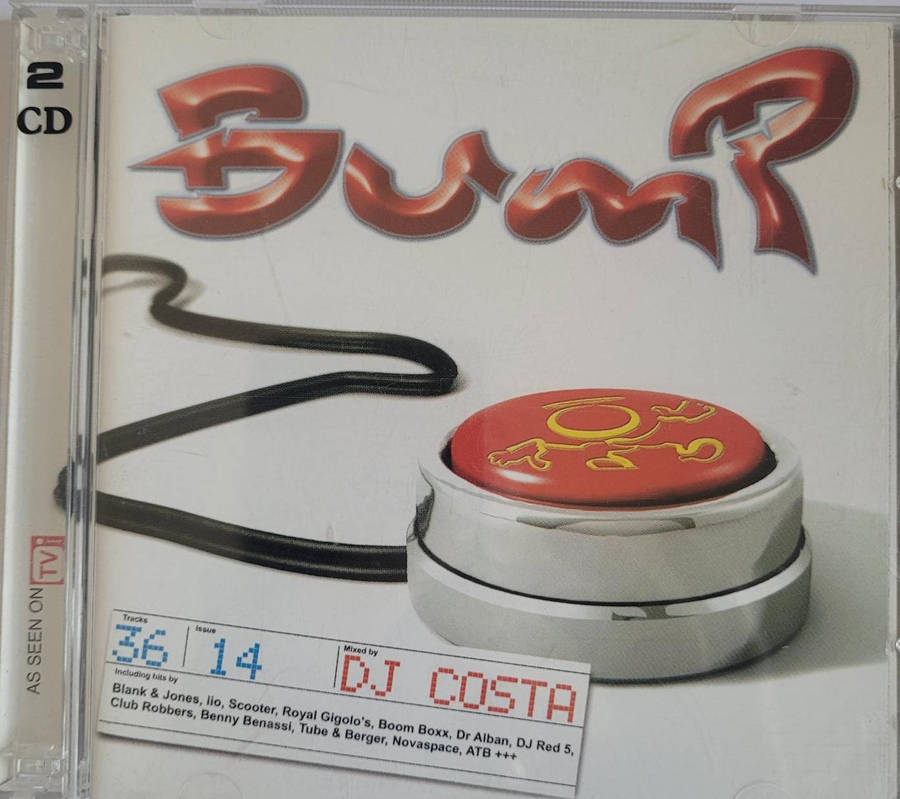 2
CD
BumP
AS SEEN ON TVi
Tracks
36
Issue
14
Mixed by
DJ COSTA
Including hits by
Blank & Jones, Iio, Scooter, Royal Gigolo's, Boom Boxx, Dr Alban, DJ Red 5,
Club Robbers, Benny Benassi, Tube & Berger, Novaspace, ATB +++